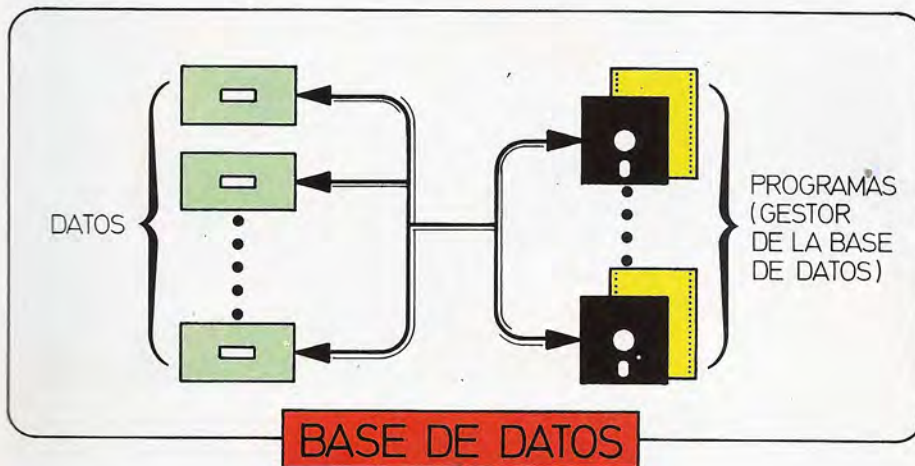 DATOS
PROGRAMAS
(GESTOR
DE LA BASE
DE DATOS)
BASE DE DATOS